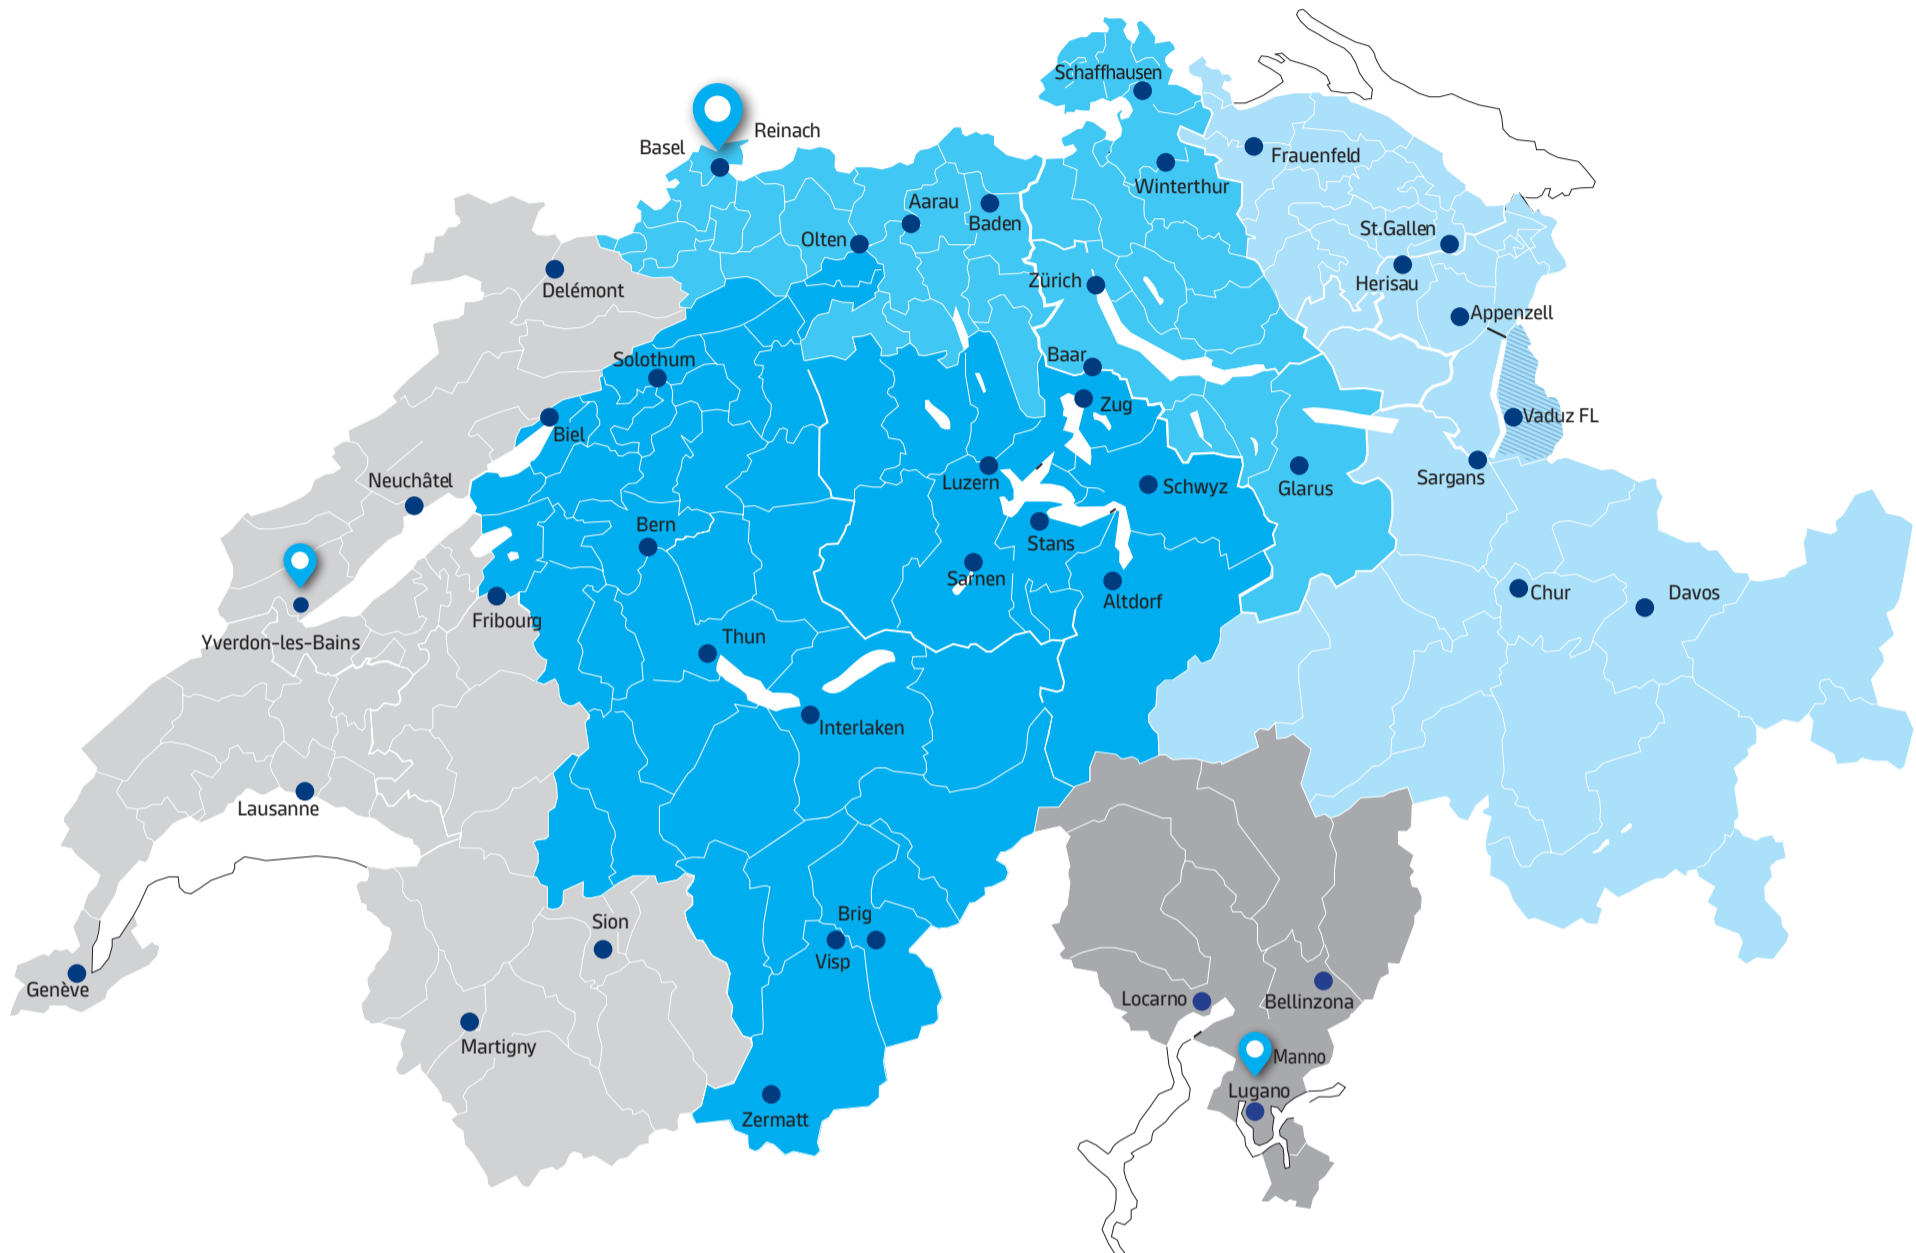 Schaffhausen
Reinach
Basel
Frauenfeld
Winterthur
Aarau
Baden
Olten
St.Gallen
Zürich
Herisau
Delémont
Appenzell
Baar
Solothurn
Zug
Vaduz FL
Biel
Neuchâtel
Luzern
Schwyz
Glarus
Sargans
Bern
Stans
Sarnen
Altdorf
Chur
Davos
Fribourg
Yverdon-les-Bains
Thun
Interlaken
Lausanne
Sion
Brig
Visp
Genève
Locarno
Bellinzona
Martigny
Manno
Lugano
Zermatt